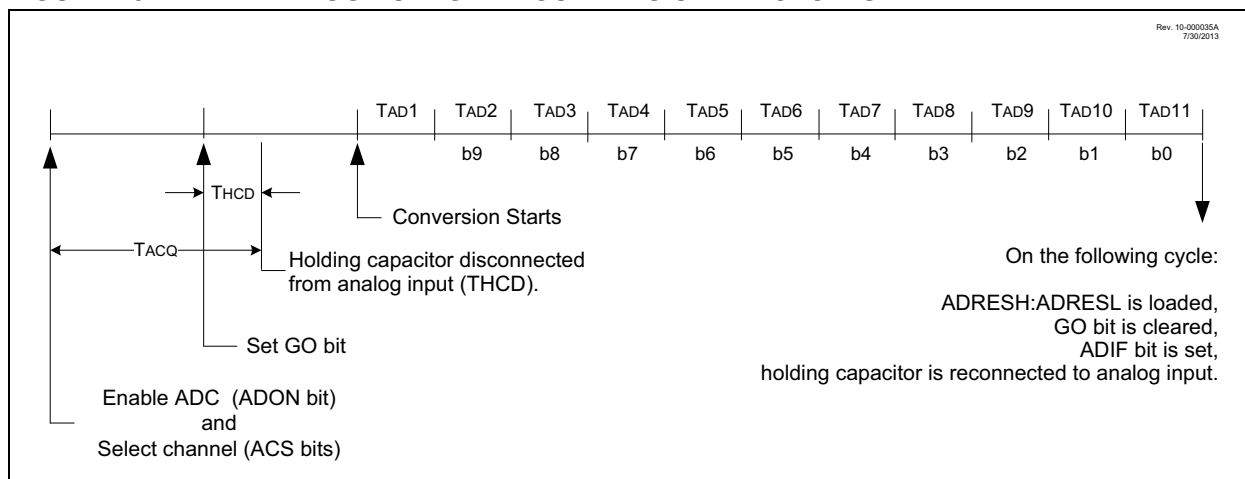 Rev. 10-000035A
7/30/2013
TAD1 TAD2 TAD3 TAD4 TAD5 TAD6 TAD7 TAD8 TAD9 TAD10 TAD11
b9 b8 b7 b6 b5 b4 b3 b2 b1 b0
THCD
Conversion Starts
TACQ
Holding capacitor disconnected
from analog input (THCD).
Set GO bit
Enable ADC (ADON bit)
and
Select channel (ACS bits)
On the following cycle:
ADRESH:ADRESL is loaded,
GO bit is cleared,
ADIF bit is set,
holding capacitor is reconnected to analog input.